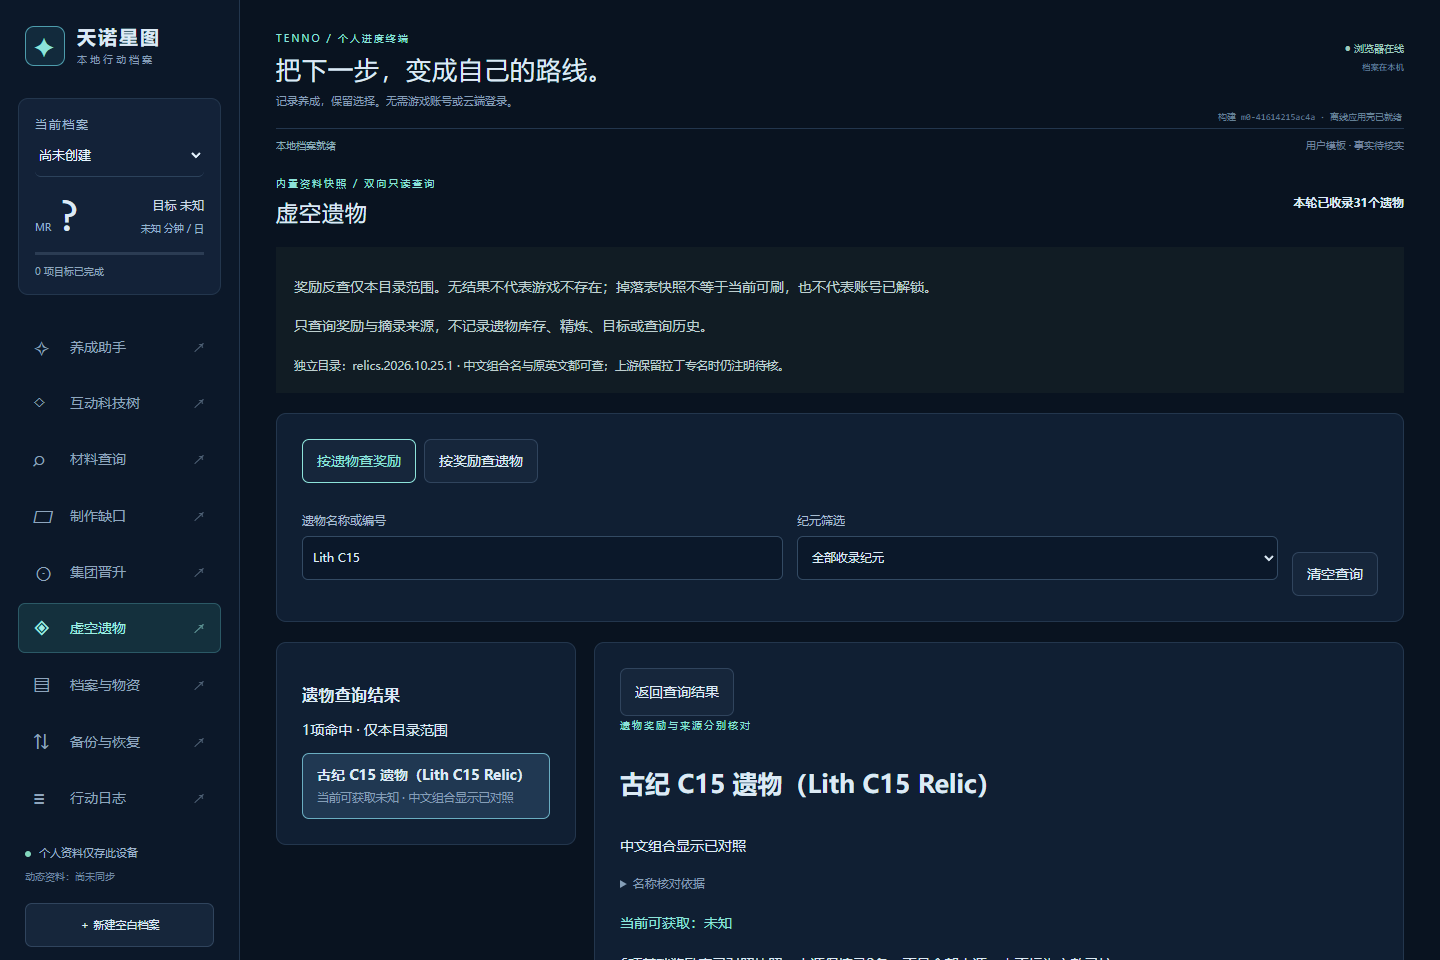 天诺星图
本地行动档案
当前档案
尚未创建
MR ?
目标 未知
未知 分钟 / 日
0 项目标已完成
养成助手
互动科技树
材料查询
制作缺口
集团晋升
虚空遗物
档案与物资
备份与恢复
行动日志
个人资料仅存此设备
动态资料：尚未同步
+ 新建空白档案
TENNO / 个人进度终端
把下一步，变成自己的路线。
记录养成，保留选择。无需游戏账号或云端登录。
浏览器在线
档案在本机
构建 m0-41614215ac4a · 离线应用壳已就绪
本地档案就绪
用户模板 · 事实待核实
内置资料快照 / 双向只读查询
虚空遗物
本轮已收录31个遗物
奖励反查仅本目录范围。无结果不代表游戏不存在；掉落表快照不等于当前可刷，也不代表账号已解锁。
只查询奖励与摘录来源，不记录遗物库存、精炼、目标或查询历史。
独立目录：relics.2026.10.25.1 · 中文组合名与原英文都可查；上游保留拉丁专名时仍注明待核。
按遗物查奖励
按奖励查遗物
遗物名称或编号
Lith C15
纪元筛选
全部收录纪元
清空查询
遗物查询结果
1项命中 · 仅本目录范围
古纪 C15 遗物（Lith C15 Relic）
当前可获取未知 · 中文组合显示已对照
返回查询结果
遗物奖励与来源分别核对
古纪 C15 遗物（Lith C15 Relic）
中文组合显示已对照
名称核对依据
当前可获取：未知